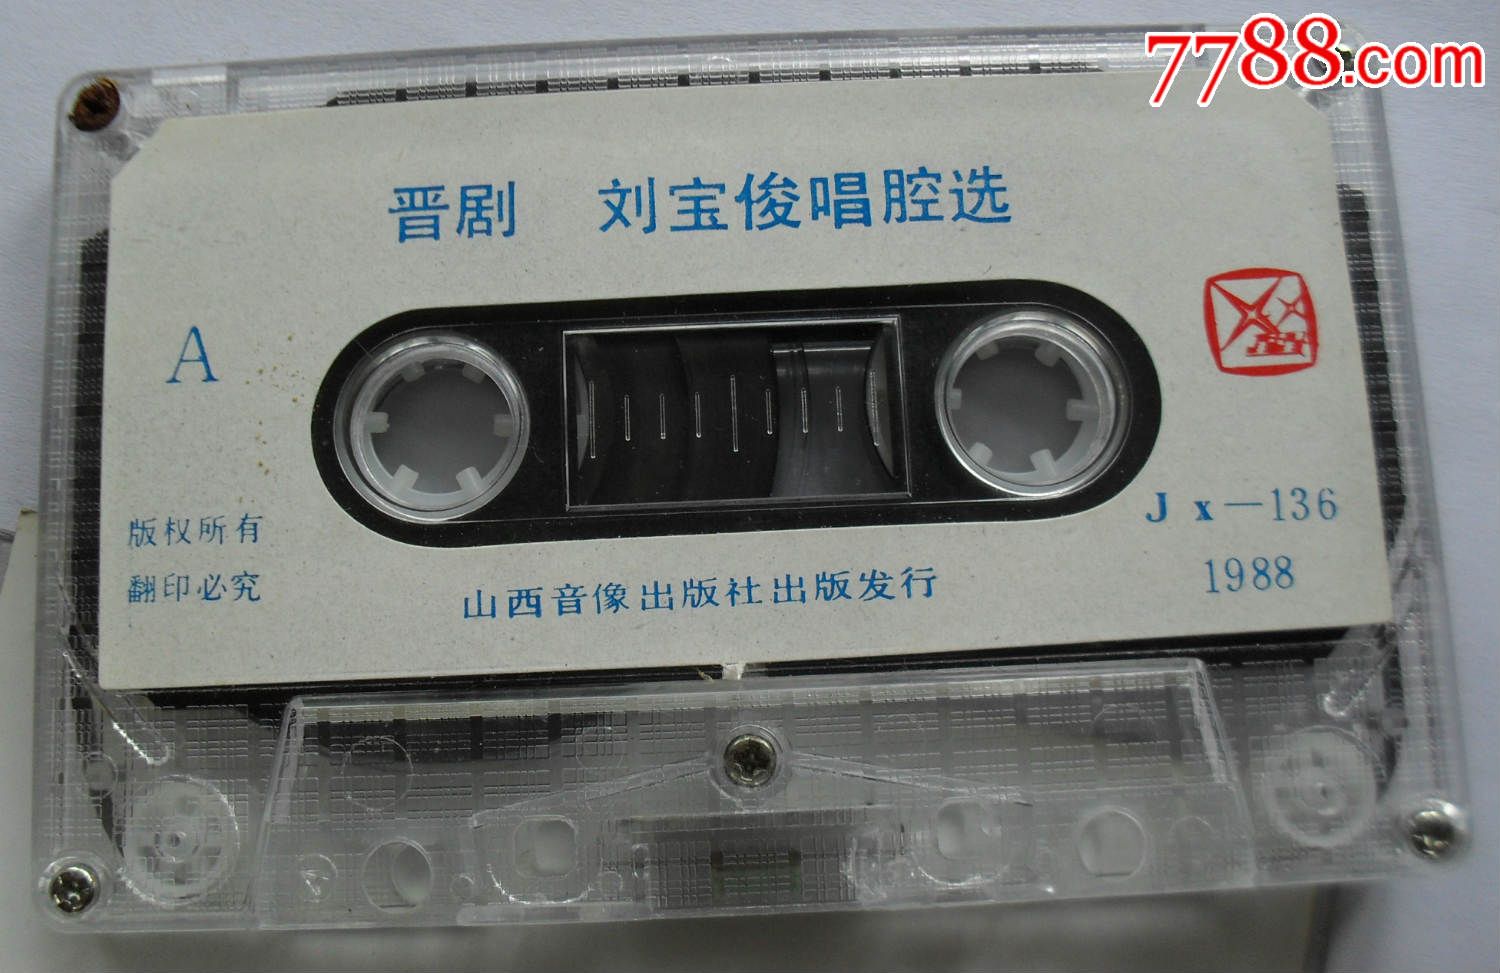 7788.com
晋剧 刘宝俊唱腔选
A
版权所有
翻印必究
山西音像出版社出版发行
Jx-136
1988